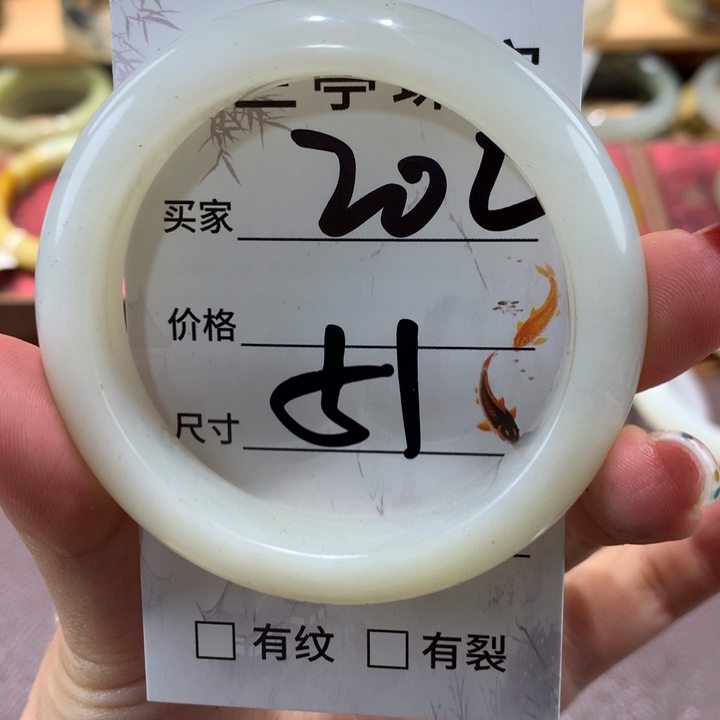 买家 202
价格
尺寸 51
有纹 有裂